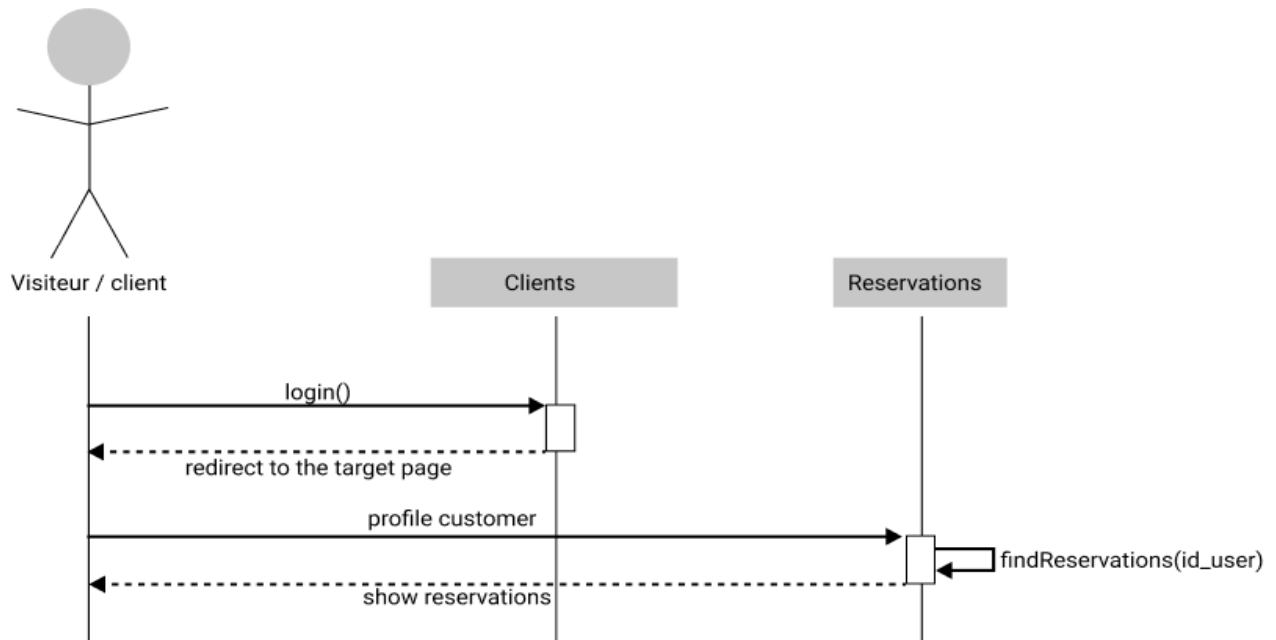 Visiteur / client
Clients
Reservations
login()
redirect to the target page
profile customer
findReservations(id_user)
show reservations